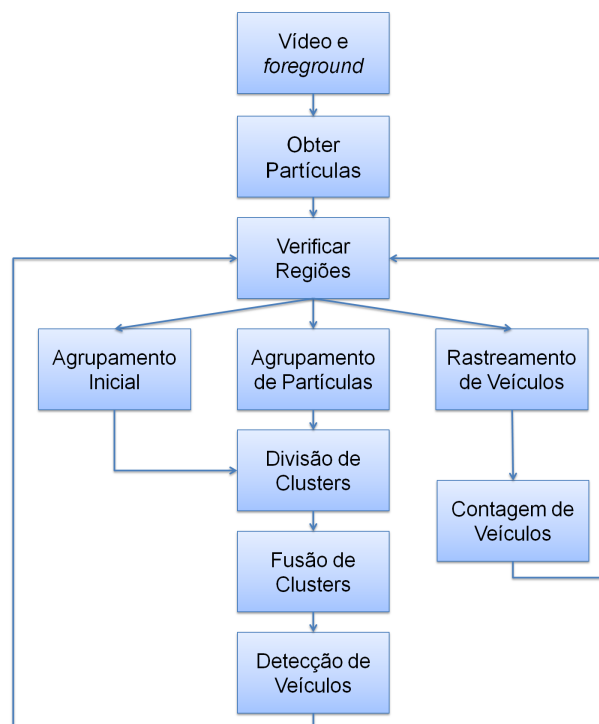 Vídeo e
foreground
Obter
Partículas
Verificar
Regiões
Agrupamento
Inicial
Agrupamento
de Partículas
Rastreamento
de Veículos
Divisão de
Clusters
Contagem de
Veículos
Fusão de
Clusters
Detecção de
Veículos